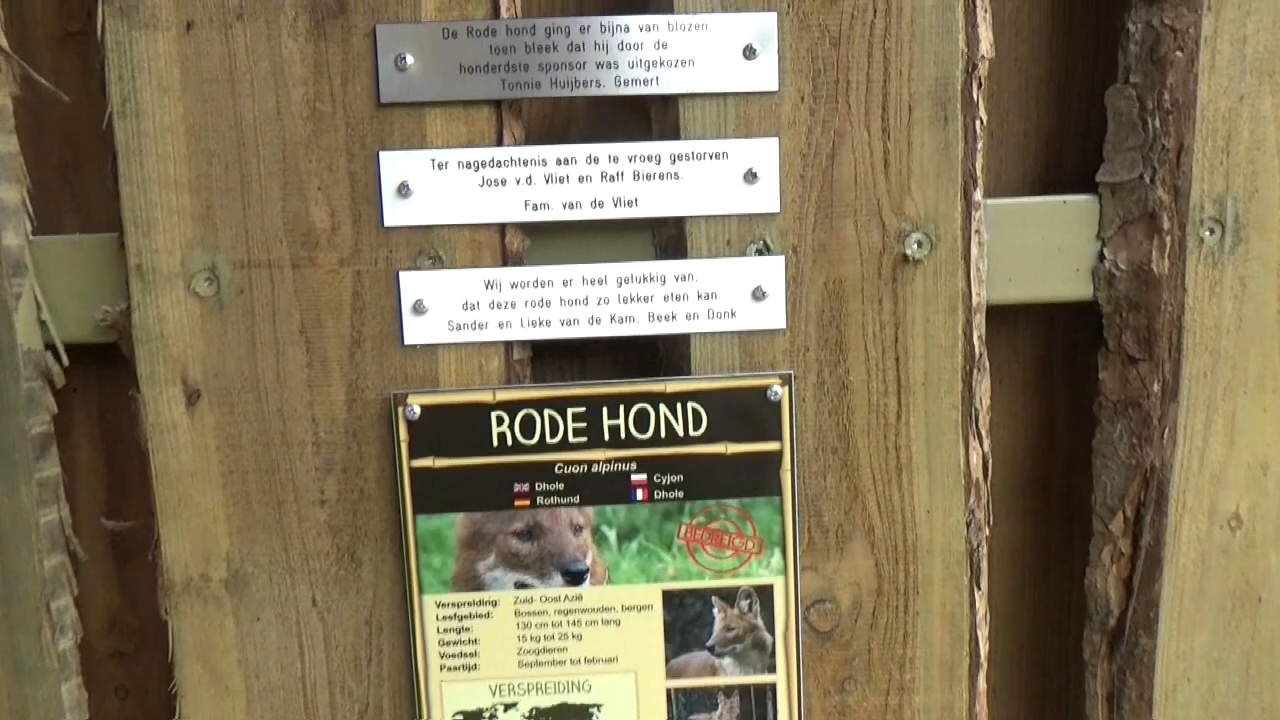 De Rode hond ging er bijna van blozen
toen bleek dat hij door de
honderdste sponsor was uitgekozen
Tonnie Huijbers. Gemert
Ter nagedachtenis aan de te vroeg gestorven
Jose v.d. Vliet en Raff Bierens.
Fam. van de Vliet
Wij worden er heel gelukkig van.
dat deze rode hond zo lekker eten kan.
Sander en Lieke van de Kam. Beek en Donk
RODE HOND
Cuon alpinus
Dhole Cyjon
Rothund Dhole
BEDREIGD
Verspreiding: Zuid- Oost Azië
Leefgebied: Bossen, regenwouden, bergen
Lengte: 130 cm tot 145 cm lang
Gewicht: 15 kg tot 25 kg
Voedsel: Zoogdieren
Paartijd: September tot februari
VERSPREIDING